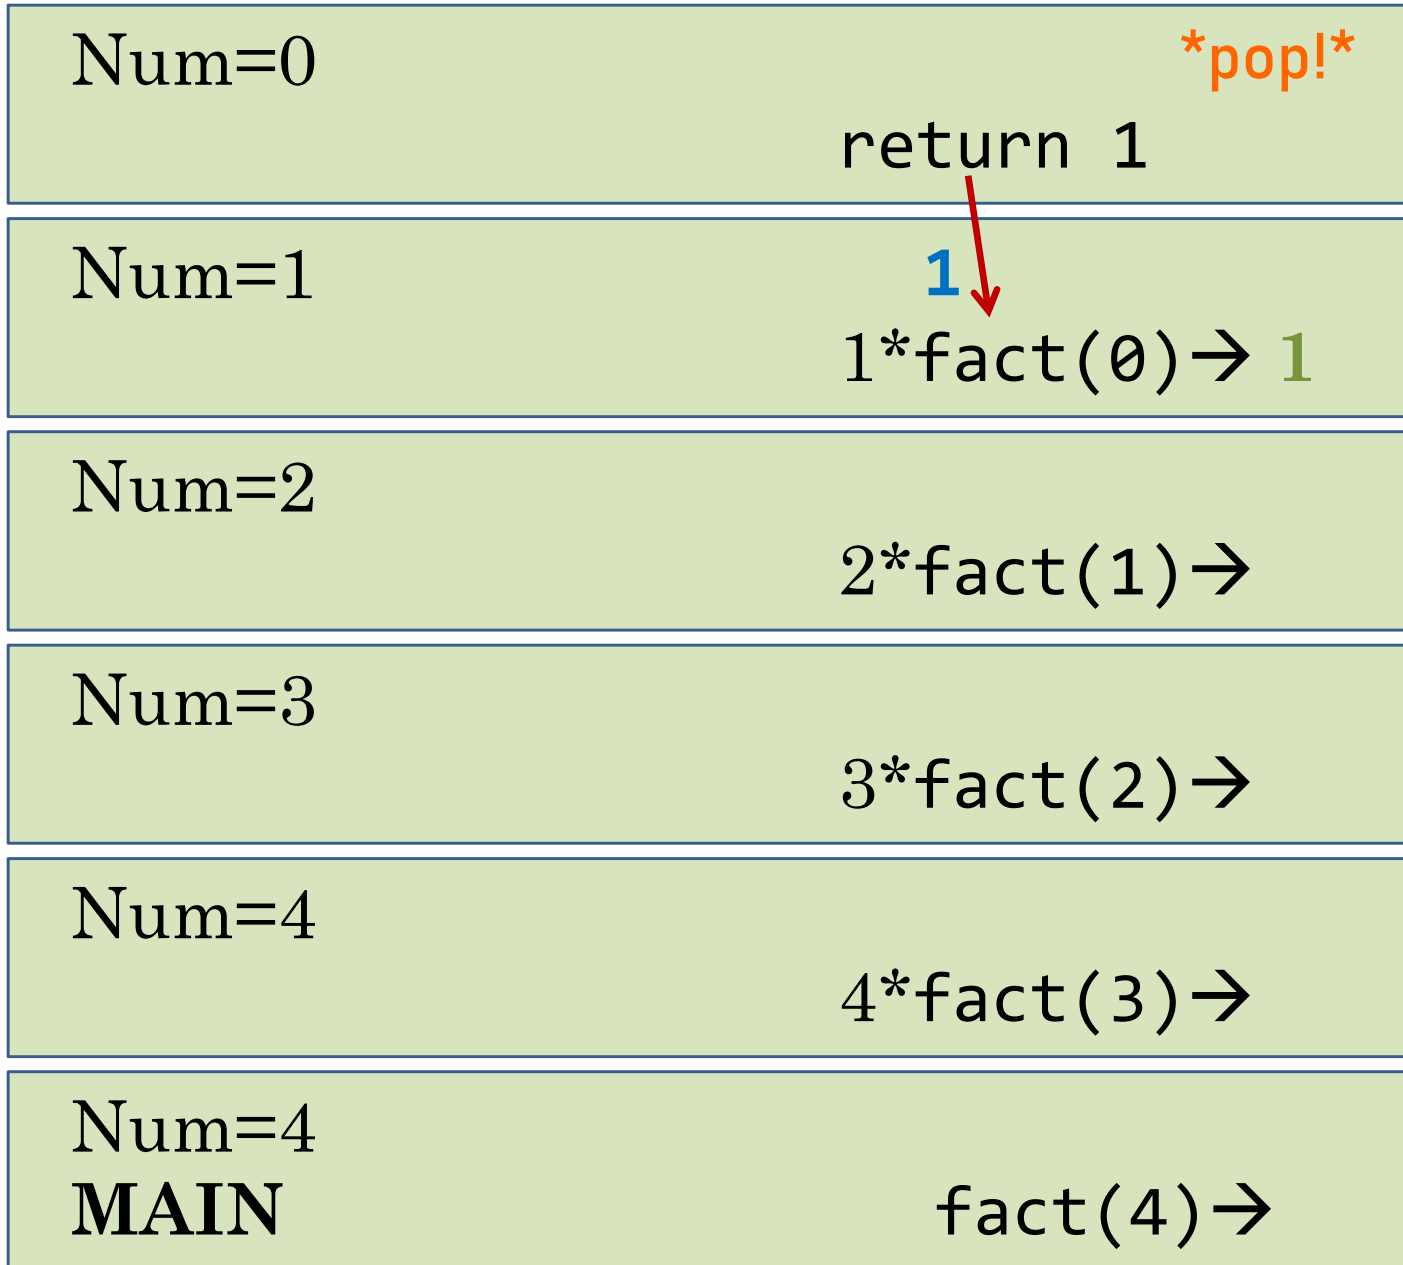 Num=0 *pop!*
return 1
Num=1 1
1*fact(0)→ 1
Num=2
2*fact(1)→
Num=3
3*fact(2)→
Num=4
4*fact(3)→
Num=4
MAIN fact(4)→